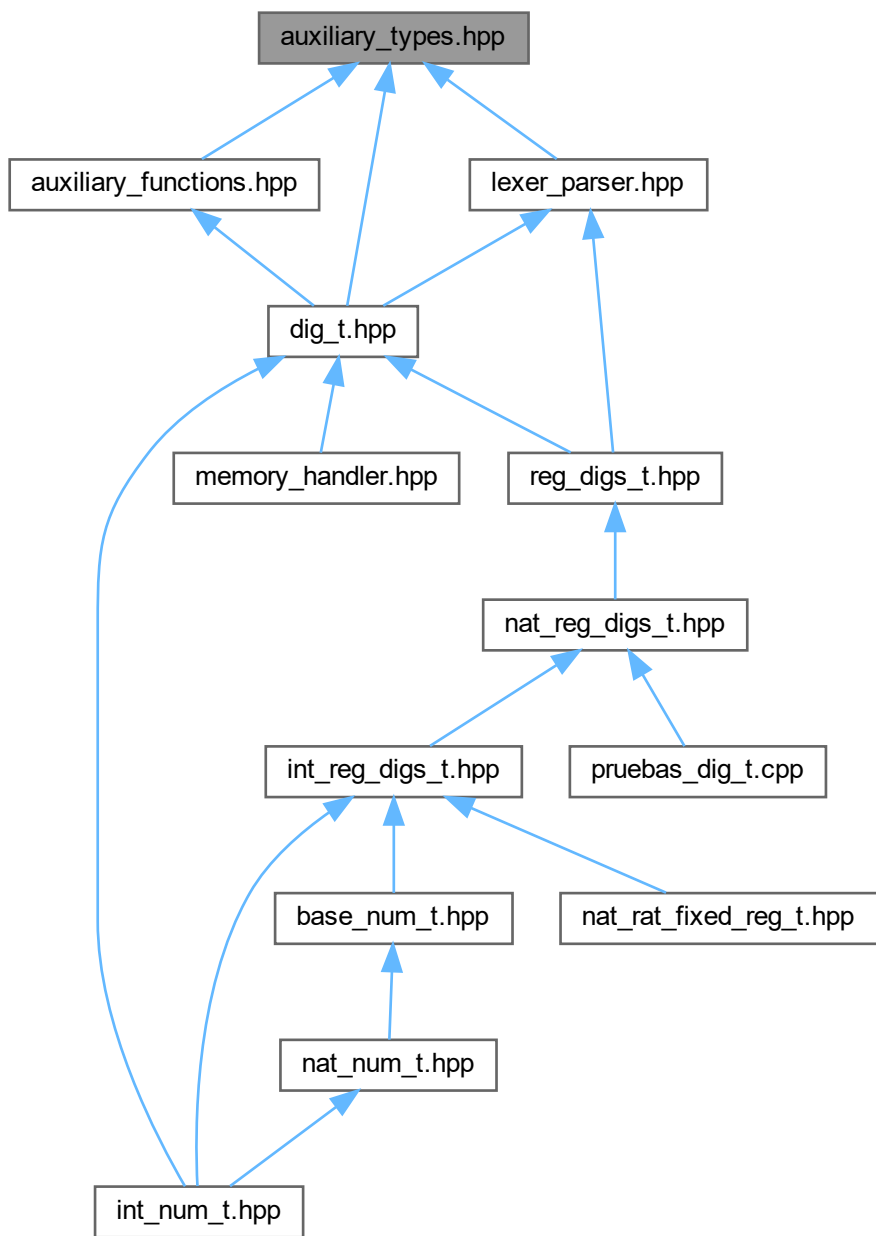 auxiliary_types.hpp
auxiliary_functions.hpp
lexer_parser.hpp
dig_t.hpp
memory_handler.hpp
reg_digs_t.hpp
nat_reg_digs_t.hpp
int_reg_digs_t.hpp
pruebas_dig_t.cpp
base_num_t.hpp
nat_rat_fixed_reg_t.hpp
nat_num_t.hpp
int_num_t.hpp